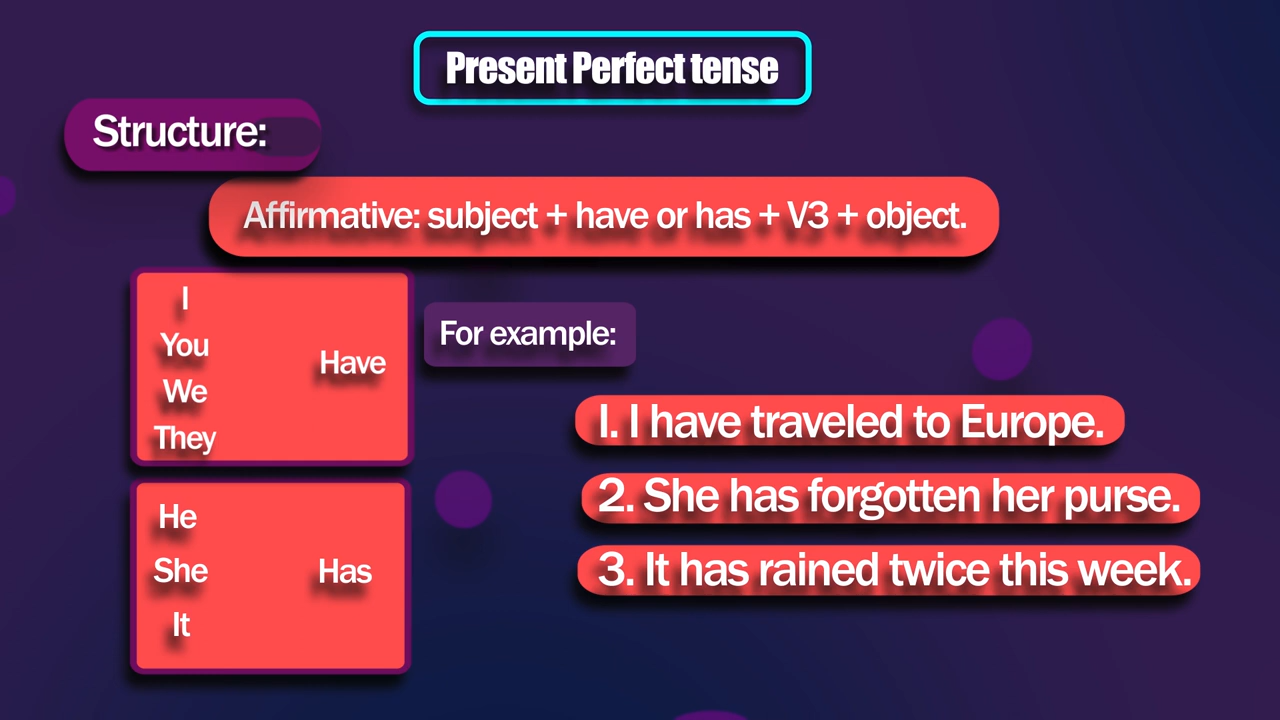 Present Perfect tense
Structure:
Affirmative: subject + have or has + V3 + object.
I
You
We
They
Have
For example:
I. I have traveled to Europe.
2. She has forgotten her purse.
3. It has rained twice this week.
He
She
It
Has